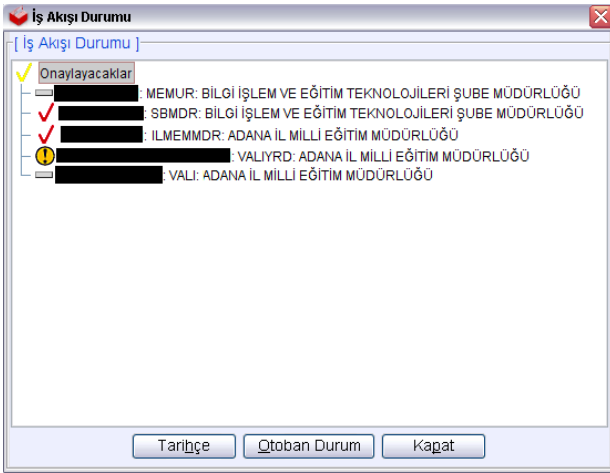 İş Akışı Durumu
[ İş Akışı Durumu ]
Onaylayacaklar
: MEMUR: BİLGİ İŞLEM VE EĞİTİM TEKNOLOJİLERİ ŞUBE MÜDÜRLÜĞÜ
: SBMDR: BİLGİ İŞLEM VE EĞİTİM TEKNOLOJİLERİ ŞUBE MÜDÜRLÜĞÜ
: ILMEMMDR: ADANA İL MİLLİ EĞİTİM MÜDÜRLÜĞÜ
: VALIYRD: ADANA İL MİLLİ EĞİTİM MÜDÜRLÜĞÜ
: VALI: ADANA İL MİLLİ EĞİTİM MÜDÜRLÜĞÜ
Tarihçe Otoban Durum Kapat